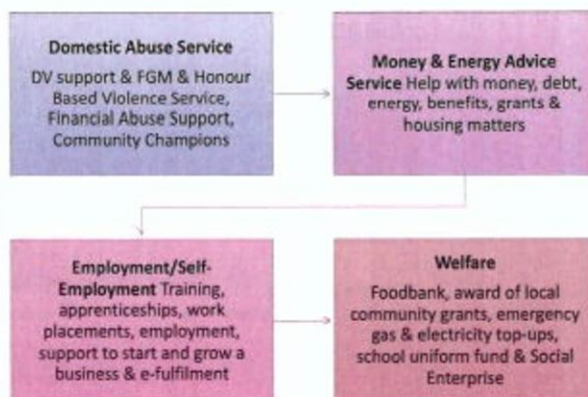 Domestic Abuse Service
DV support & FGM & Honour
Based Violence Service,
Financial Abuse Support,
Community Champions
Money & Energy Advice
Service Help with money, debt,
energy, benefits, grants &
housing matters
Employment/Self-
Employment Training,
apprenticeships, work
placements, employment,
support to start and grow a
business & e-fulfilment
Welfare
Foodbank, award of local
community grants, emergency
gas & electricity top-ups,
school uniform fund & Social
Enterprise